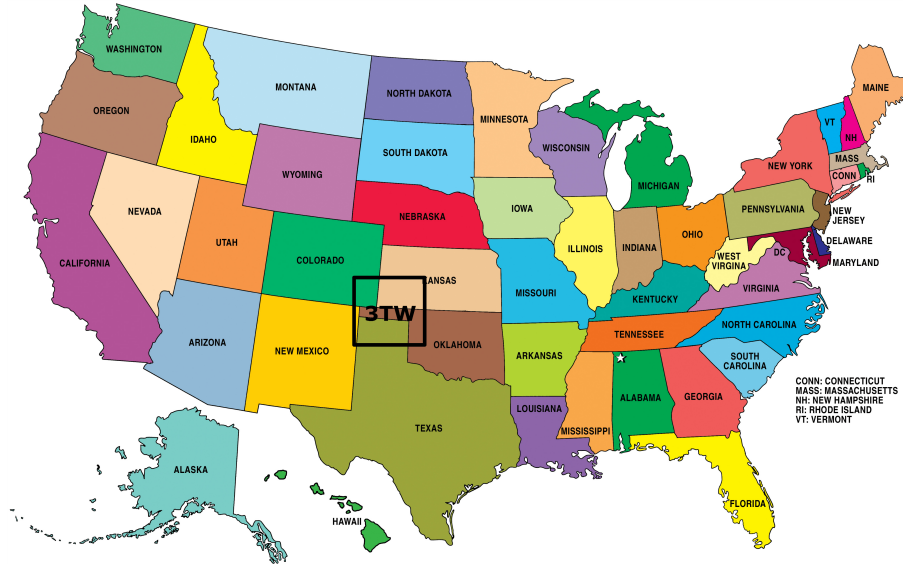 WASHINGTON
MAINE
MONTANA
NORTH DAKOTA
OREGON
MINNESOTA
VT
NH
IDAHO
SOUTH DAKOTA
WISCONSIN
MASS
NEW YORK
CONN
RI
WYOMING
MICHIGAN
NEVADA
NEBRASKA
IOWA
PENNSYLVANIA
NEW
JERSEY
UTAH
ILLINOIS
INDIANA
OHIO
DELAWARE
COLORADO
WEST
VIRGINA
DC
MARYLAND
CALIFORNIA
ANSAS
MISSOURI
VIRGINIA
KENTUCKY
3TW
NORTH CAROLINA
ARIZONA
NEW MEXICO
OKLAHOMA
ARKANSAS
TENNESSEE
SOUTH
CAROLINA
ALABAMA
GEORGIA
CONN: CONNECTICUT
MASS: MASSACHUSETTS
NH: NEW HAMPSHIRE
RI: RHODE ISLAND
VT: VERMONT
LOUISIANA
TEXAS
MISSISSIPPI
ALASKA
FLORIDA
HAWAII